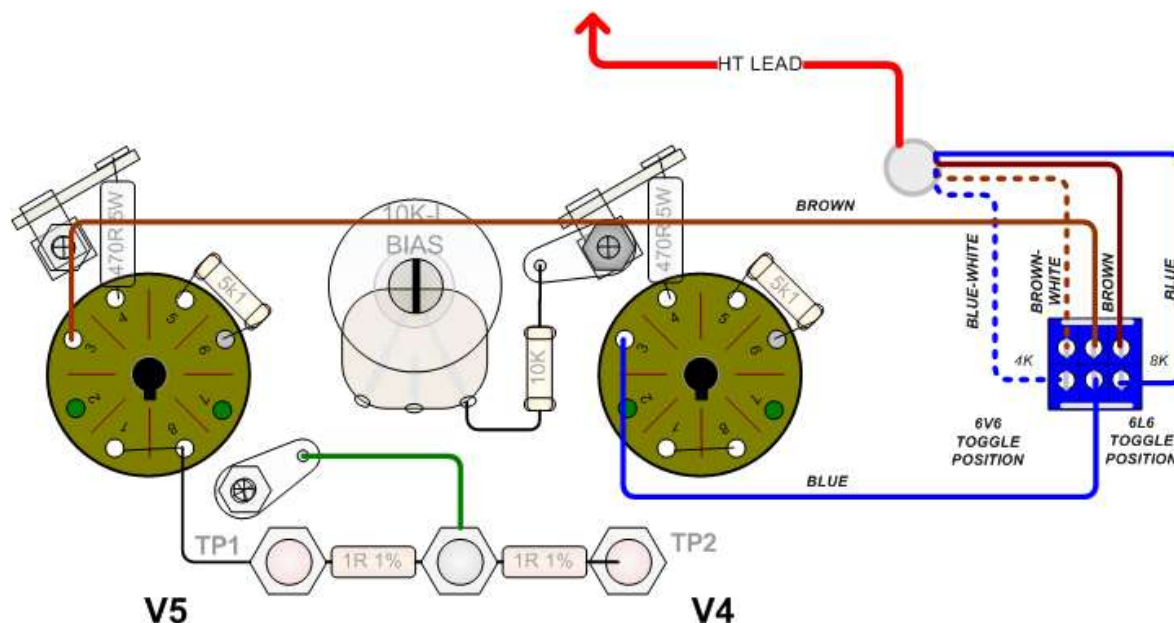 HT LEAD
470R 5W
10K-L
BIAS
470R 5W
BROWN
BLUE-WHITE
BROWN-
WHITE
BROWN
BLUE
5k1
5k1
4
5
3
6
2
7
1
8
10K
4
5
3
6
2
7
1
8
4K
8K
6V6
TOGGLE
POSITION
6L6
TOGGLE
POSITION
BLUE
TP1
1R 1%
1R 1%
TP2
V5
V4